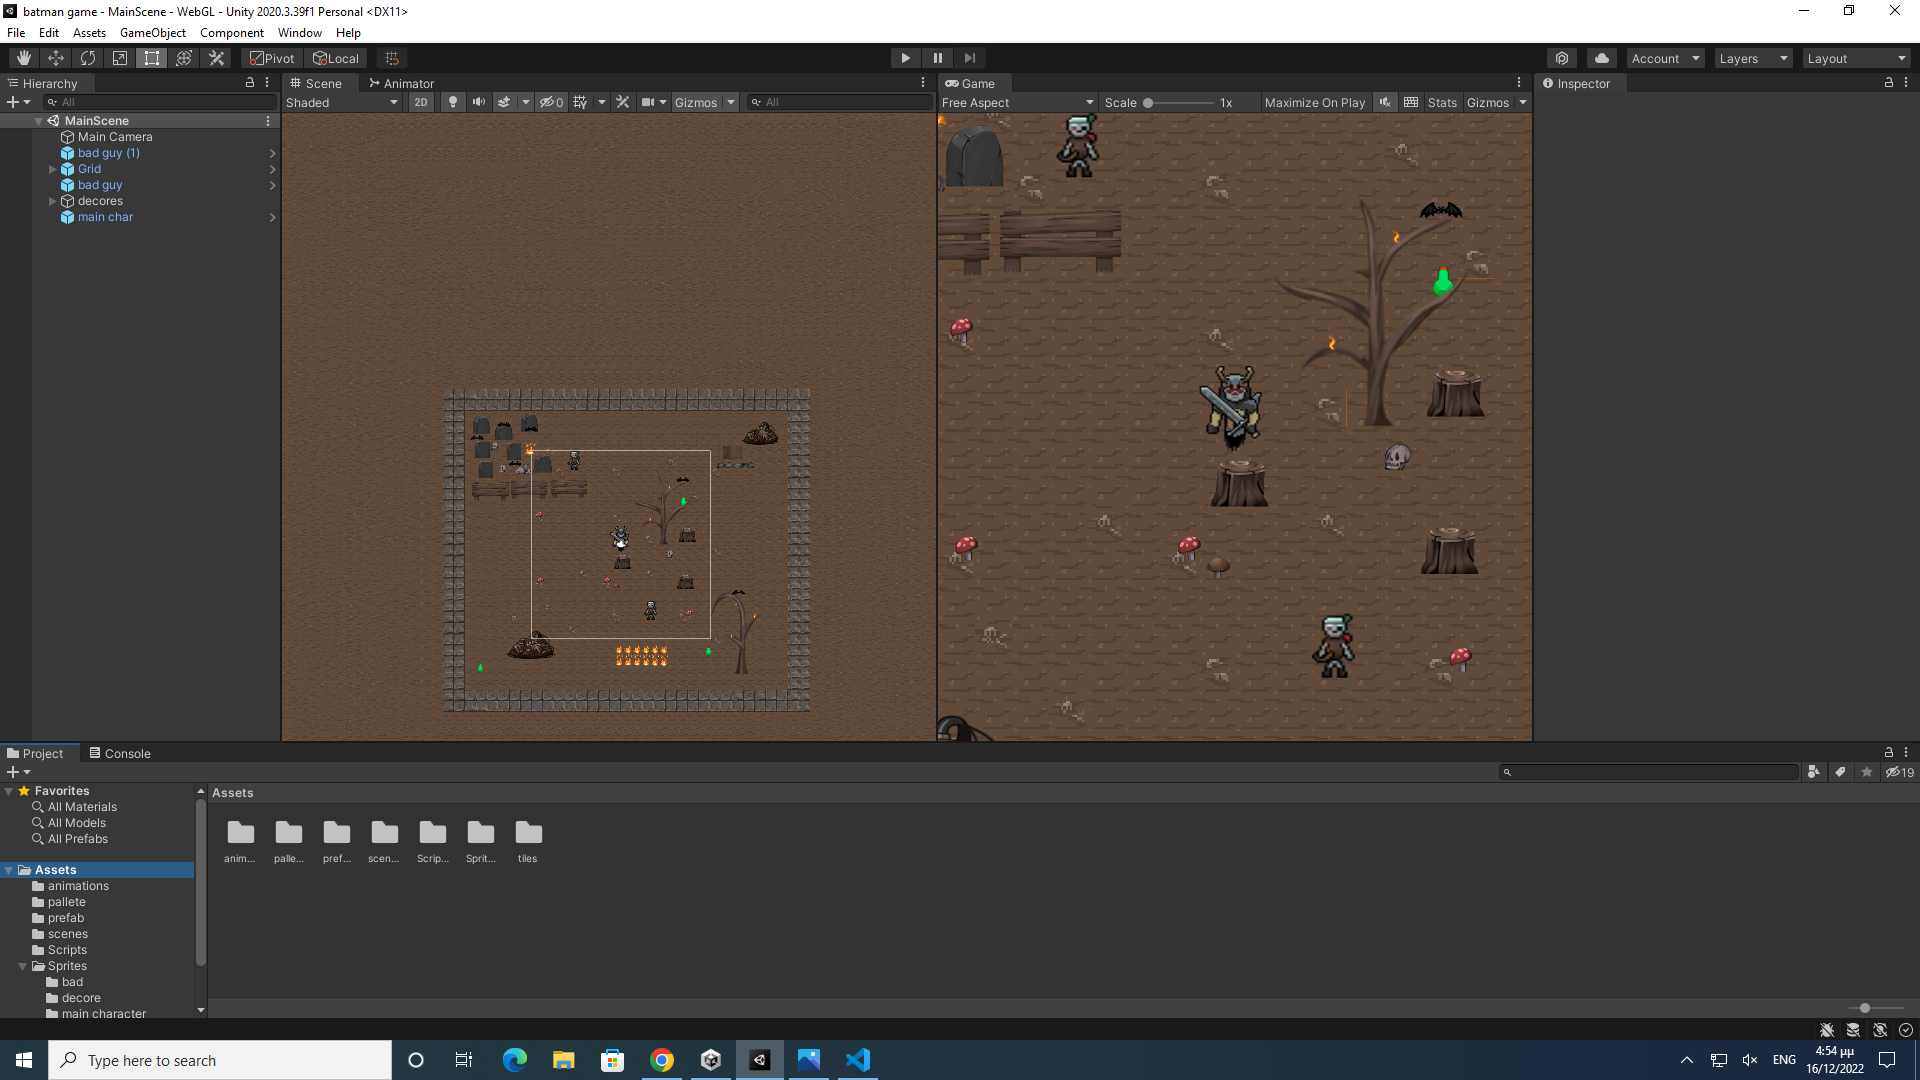 batman game - MainScene - WebGL - Unity 2020.3.39f1 Personal <DX11>
File Edit Assets GameObject Component Window Help
Pivot Local Account Layers Layout
Hierarchy
All
MainScene
Main Camera
bad guy (1)
Grid
bad guy
decores
main char
Scene Animator
Shaded 2D 0 Gizmos All
Game
Free Aspect Scale 1x Maximize On Play Stats Gizmos
Inspector
Project Console
19
Favorites
All Materials
All Models
All Prefabs
Assets
animations
pallete
prefab
scenes
Scripts
Sprites
bad
decore
main character
Assets
anim... palle... pref... scen... Scrip... Sprit... tiles
Type here to search
ENG
4:54 μμ
16/12/2022